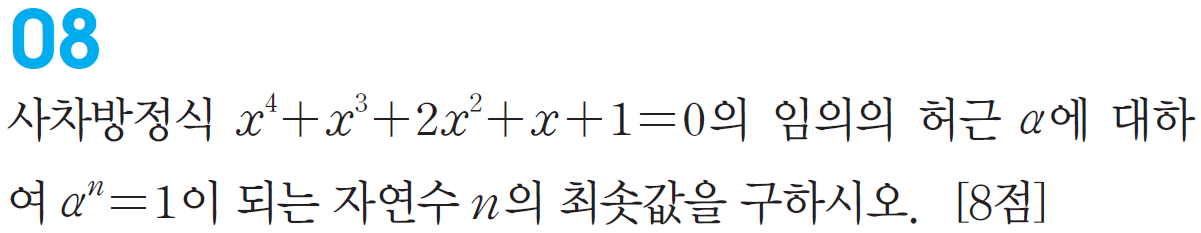 08
사차방정식 x⁴+x³+2x²+x+1=0의 임의의 허근 α에 대하
여 αⁿ=1이 되는 자연수 n의 최솟값을 구하시오. [8점]